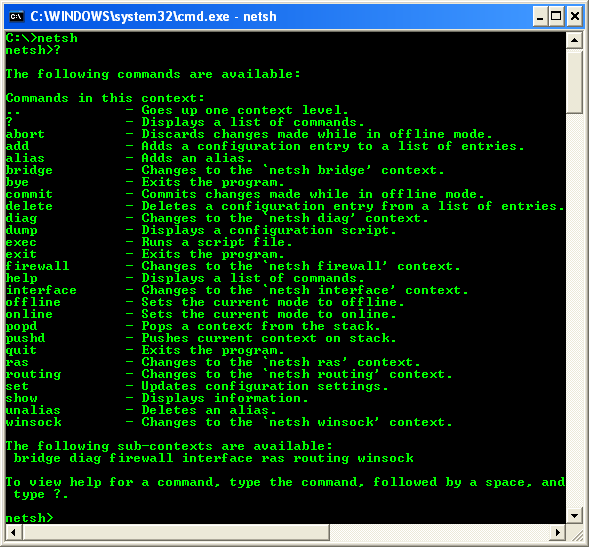 C:\WINDOWS\system32\cmd.exe - netsh
C:\>netsh
netsh>?
The following commands are available:
Commands in this context:
..             - Goes up one context level.
?              - Displays a list of commands.
abort          - Discards changes made while in offline mode.
add            - Adds a configuration entry to a list of entries.
alias          - Adds an alias.
bridge         - Changes to the `netsh bridge' context.
bye            - Exits the program.
commit         - Commits changes made while in offline mode.
delete         - Deletes a configuration entry from a list of entries.
diag           - Changes to the `netsh diag' context.
dump           - Displays a configuration script.
exec           - Runs a script file.
exit           - Exits the program.
firewall       - Changes to the `netsh firewall' context.
help           - Displays a list of commands.
interface      - Changes to the `netsh interface' context.
offline        - Sets the current mode to offline.
online         - Sets the current mode to online.
popd           - Pops a context from the stack.
pushd          - Pushes current context on stack.
quit           - Exits the program.
ras            - Changes to the `netsh ras' context.
routing        - Changes to the `netsh routing' context.
set            - Updates configuration settings.
show           - Displays information.
unalias        - Deletes an alias.
winsock        - Changes to the `netsh winsock' context.
The following sub-contexts are available:
 bridge diag firewall interface ras routing winsock
To view help for a command, type the command, followed by a space, and
 type ?.
netsh>